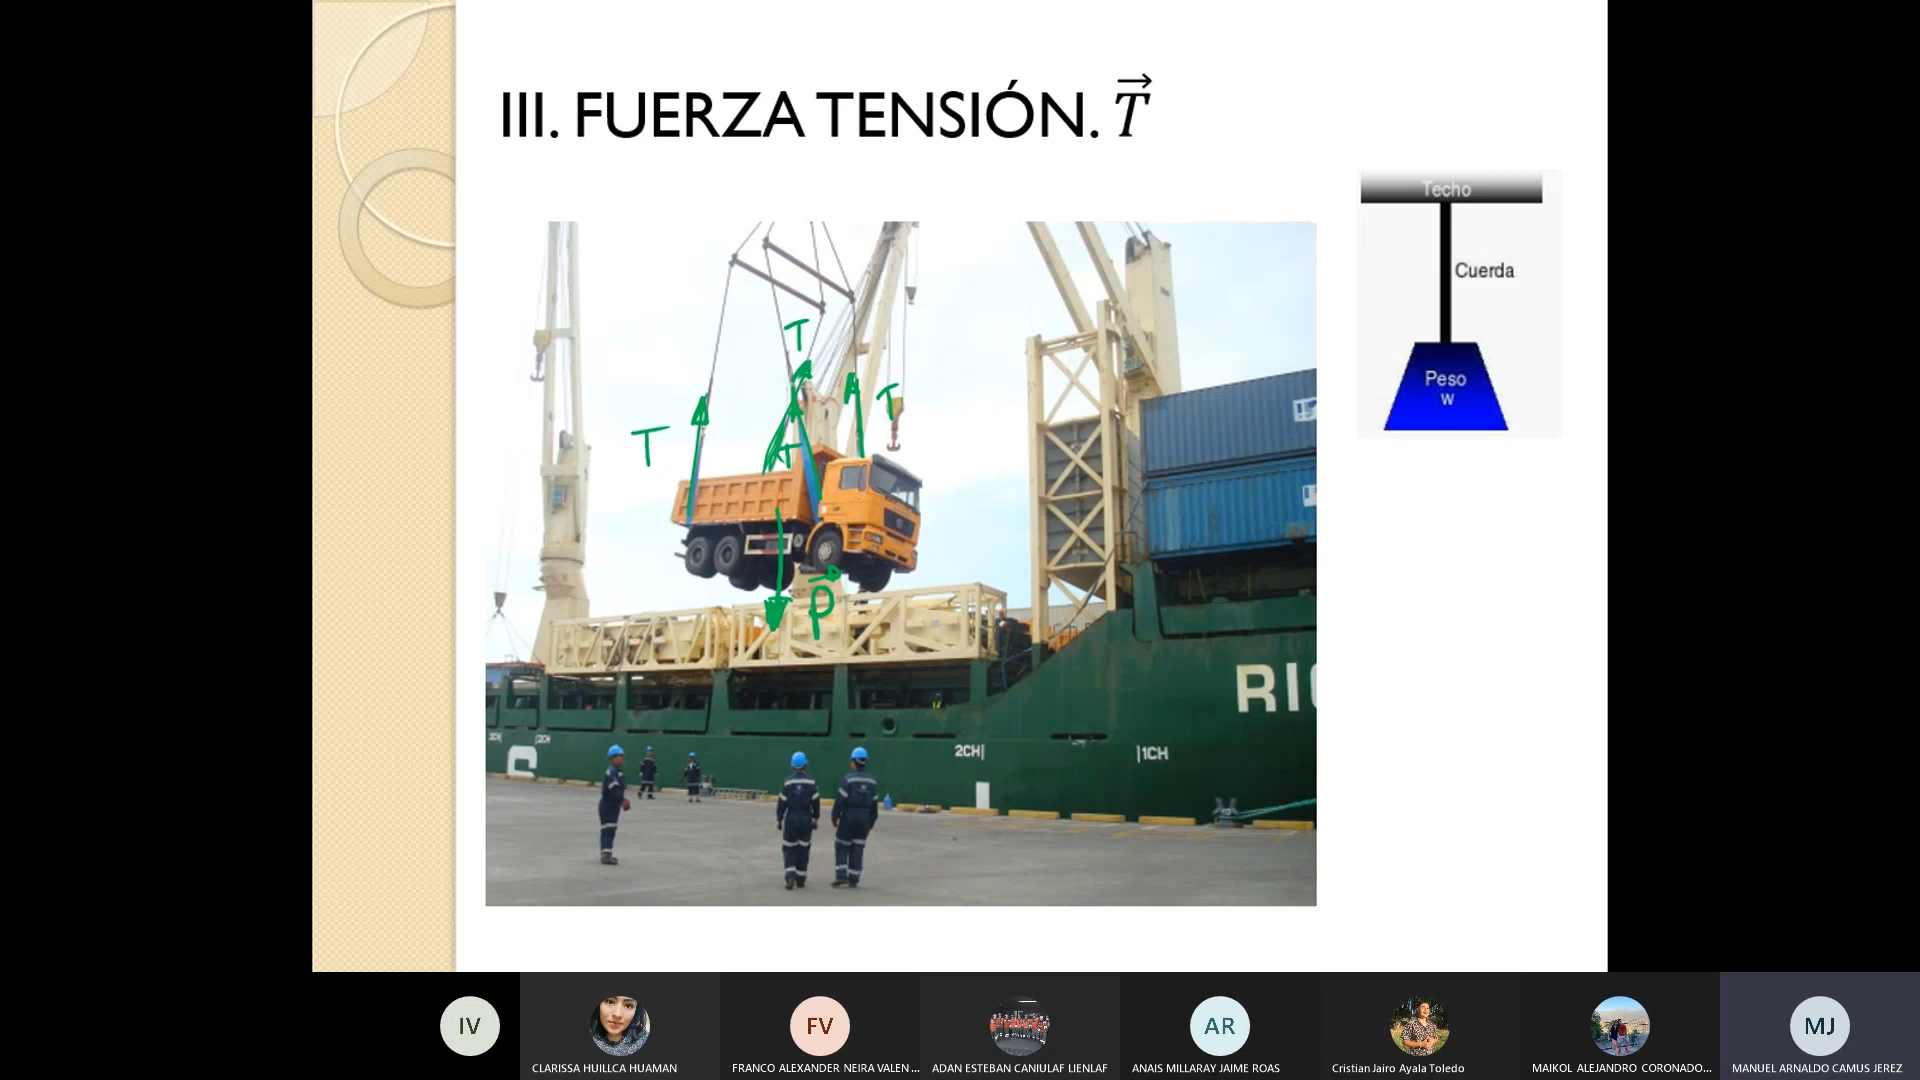 III. FUERZA TENSIÓN. T
Techo
Cuerda
Peso
W
T
T
T
T
P
RI
2CH|
|1CH
|2CH
IV
FV
AR
MJ
CLARISSA HUILLCA HUAMAN
FRANCO ALEXANDER NEIRA VALEN...
ADAN ESTEBAN CANIULAF LIENLAF
ANAIS MILLARAY JAIME ROAS
Cristian Jairo Ayala Toledo
MAIKOL ALEJANDRO CORONADO...
MANUEL ARNALDO CAMUS JEREZ